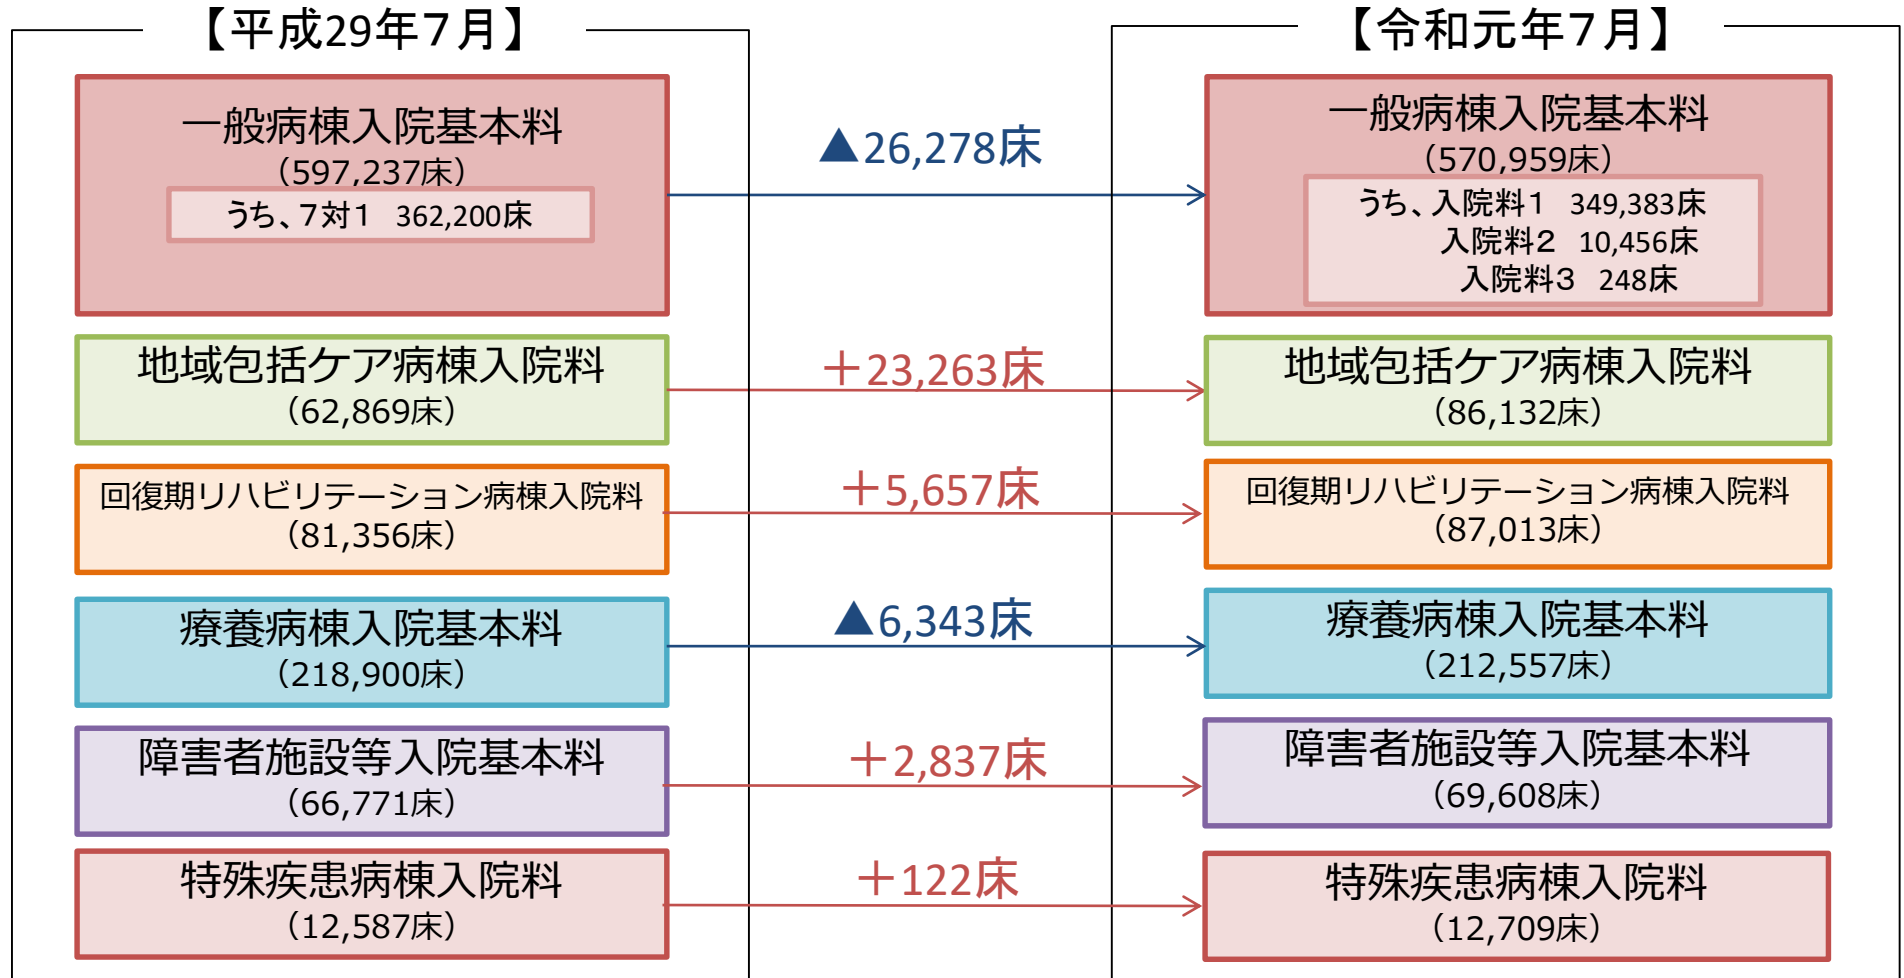 【平成29年７月】
一般病棟入院基本料
（597,237床）
うち、７対１　362,200床
地域包括ケア病棟入院料
（62,869床）
回復期リハビリテーション病棟入院料
（81,356床）
療養病棟入院基本料
（218,900床）
障害者施設等入院基本料
（66,771床）
特殊疾患病棟入院料
（12,587床）
▲26,278床
＋23,263床
＋5,657床
▲6,343床
＋2,837床
＋122床
【令和元年７月】
一般病棟入院基本料
（570,959床）
うち、入院料１　349,383床
入院料２　10,456床
入院料３　248床
地域包括ケア病棟入院料
（86,132床）
回復期リハビリテーション病棟入院料
（87,013床）
療養病棟入院基本料
（212,557床）
障害者施設等入院基本料
（69,608床）
特殊疾患病棟入院料
（12,709床）